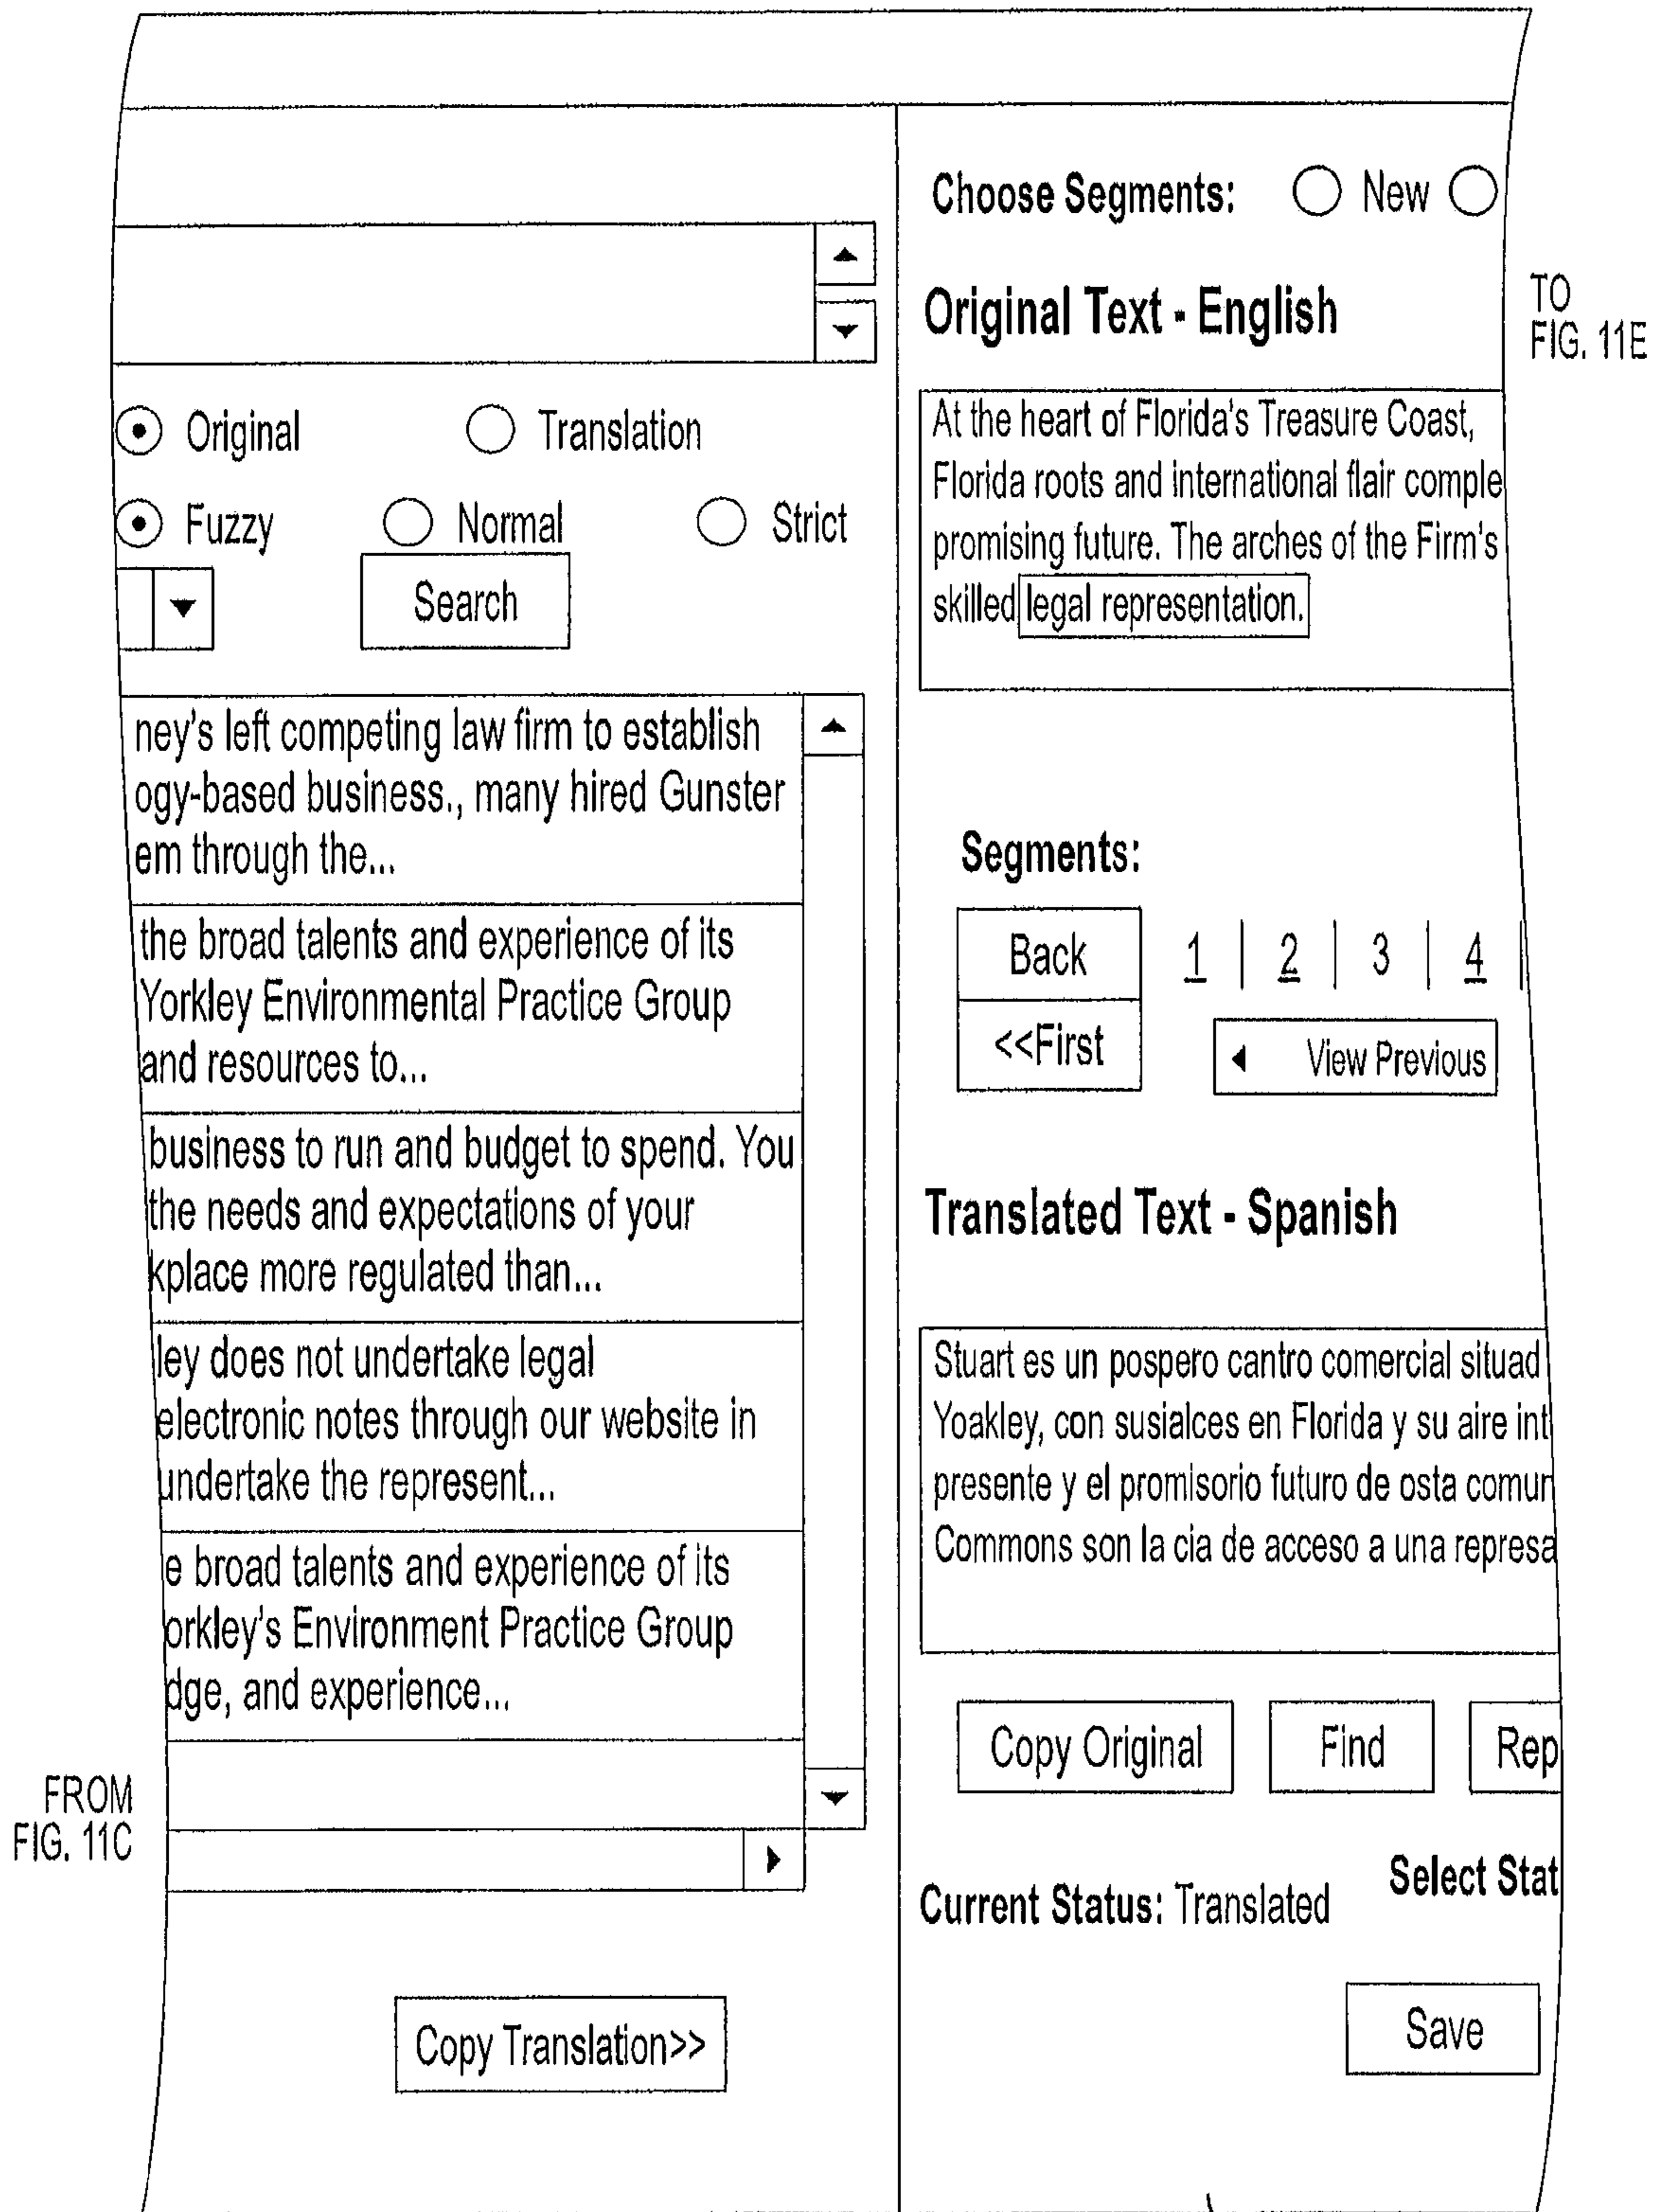 Original
Translation
Fuzzy
Normal
Strict
Search
ney's left competing law firm to establish
ogy-based business., many hired Gunster
em through the...
the broad talents and experience of its
Yorkley Environmental Practice Group
and resources to...
business to run and budget to spend. You
the needs and expectations of your
kplace more regulated than...
ley does not undertake legal
electronic notes through our website in
undertake the represent...
e broad talents and experience of its
orkley's Environment Practice Group
dge, and experience...
FROM
FIG. 11C
Copy Translation>>
Choose Segments: New
Original Text - English
TO
FIG. 11E
At the heart of Florida's Treasure Coast,
Florida roots and international flair comple
promising future. The arches of the Firm's
skilled legal representation.
Segments:
Back
1 | 2 | 3 | 4 |
<<First
View Previous
Translated Text - Spanish
Stuart es un pospero cantro comercial situad
Yoakley, con susialces en Florida y su aire int
presente y el promisorio futuro de osta comun
Commons son la cia de acceso a una represa
Copy Original
Find
Rep
Current Status: Translated
Select Stat
Save